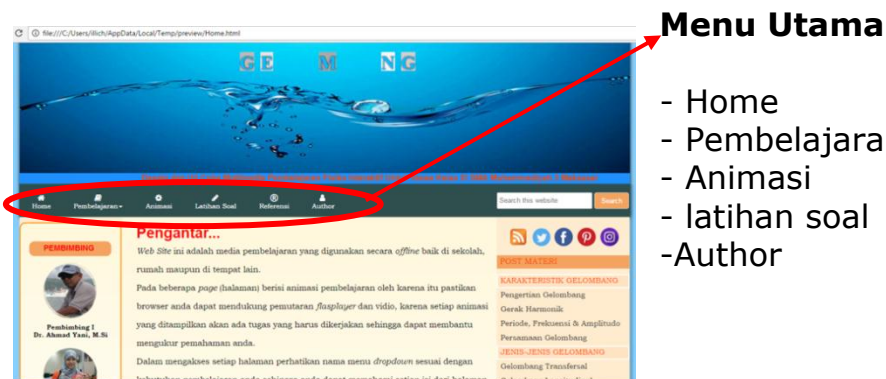 file:///C:/Users/illich/AppData/Local/Temp/preview/Home.html
GE M NG
Home Pembelajaran Animasi Latihan Soal Referensi Author
Search this website Search
PEMBIMBING
Pembimbing I
Dr. Ahmad Yani, M.Si
Pengantar...
Web Site ini adalah media pembelajaran yang digunakan secara offline baik di sekolah,
rumah maupun di tempat lain.
Pada beberapa page (halaman) berisi animasi pembelajaran oleh karena itu pastikan
browser anda dapat mendukung pemutaran flasplayer dan vidio, karena setiap animasi
yang ditampilkan akan ada tugas yang harus dikerjakan sehingga dapat membantu
mengukur pemahaman anda.
Dalam mengakses setiap halaman perhatikan nama menu dropdown sesuai dengan
POST MATERI
KARAKTERISTIK GELOMBANG
Pengertian Gelombang
Gerak Harmonik
Periode, Frekuensi & Amplitudo
Persamaan Gelombang
JENIS-JENIS GELOMBANG
Gelombang Transfersal
Menu Utama
- Home
- Pembelajara
- Animasi
- latihan soal
-Author